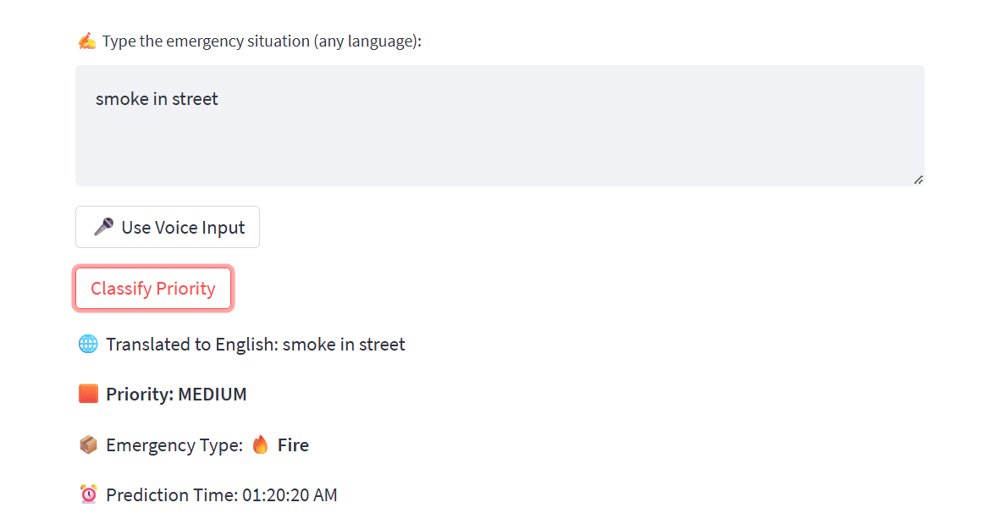 ✍️ Type the emergency situation (any language):
smoke in street
🎤 Use Voice Input
Classify Priority
🌐 Translated to English: smoke in street
🟧 Priority: MEDIUM
📦 Emergency Type: 🔥 Fire
⏰ Prediction Time: 01:20:20 AM